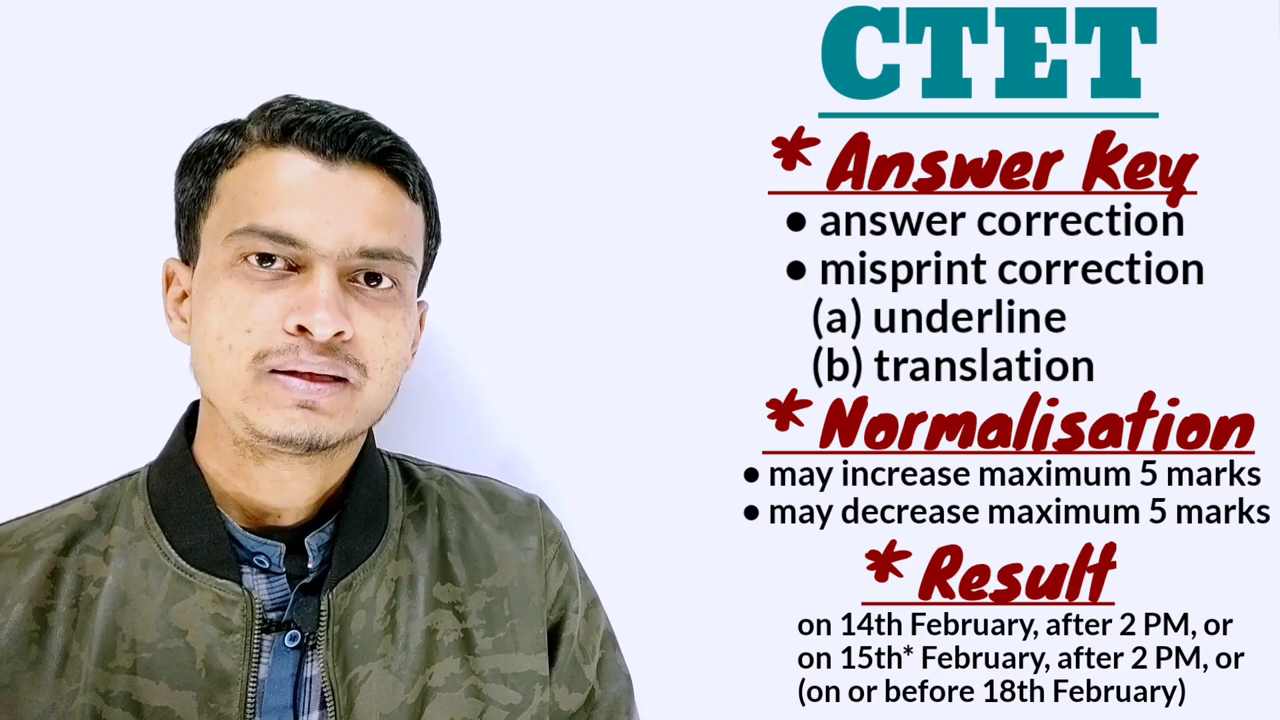 CTET
* Answer Key
• answer correction
• misprint correction
(a) underline
(b) translation
* Normalisation
• may increase maximum 5 marks
• may decrease maximum 5 marks
* Result
on 14th February, after 2 PM, or
on 15th* February, after 2 PM, or
(on or before 18th February)